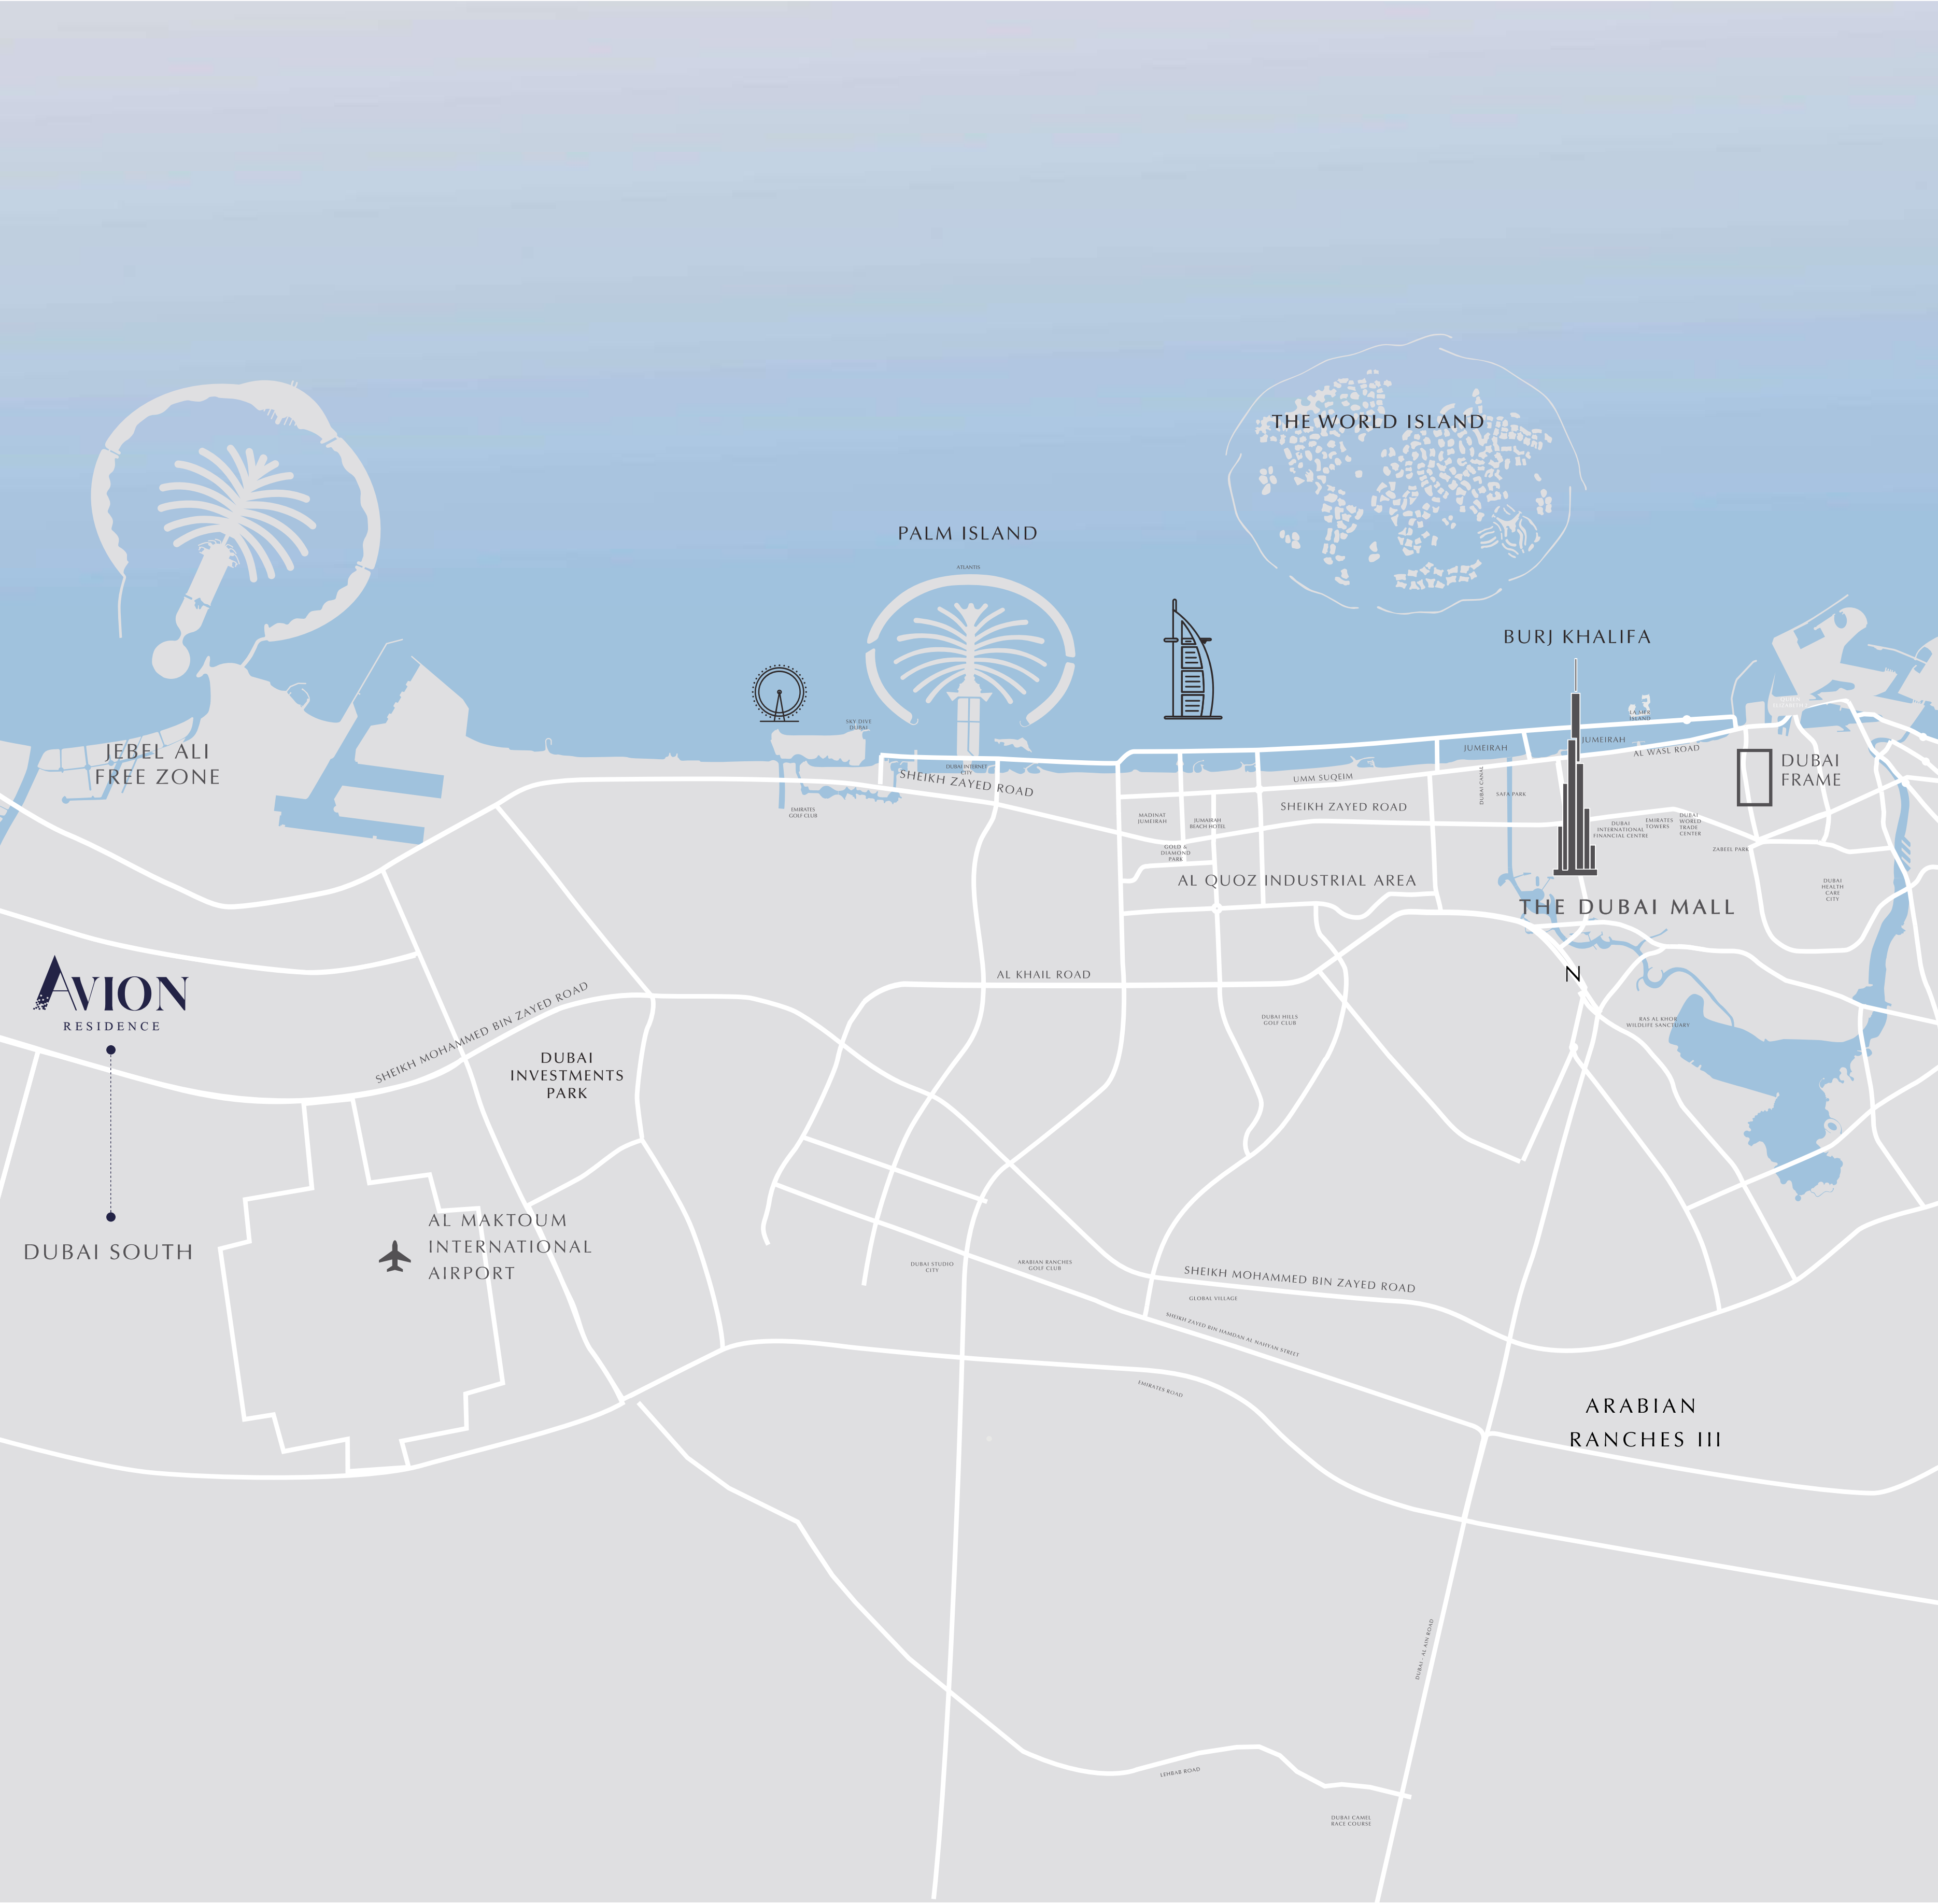 THE WORLD ISLAND
PALM ISLAND
ATLANTIS
BURJ KHALIFA
JEBEL ALI
FREE ZONE
SKY DIVE
DUBAI
EMIRATES
GOLF CLUB
DUBAI INTERNET
CITY
SHEIKH ZAYED ROAD
UMM SUQEIM
SHEIKH ZAYED ROAD
MADINAT
JUMEIRAH
JUMAIRAH
BEACH HOTEL
GOLD &
DIAMOND
PARK
AL QUOZ INDUSTRIAL AREA
JUMEIRAH
DUBAI CANAL
SAFA PARK
JUMEIRAH
LA MER
ISLAND
AL WASL ROAD
DUBAI
FRAME
DUBAI
INTERNATIONAL
FINANCIAL CENTRE
EMIRATES
TOWERS
DUBAI
WORLD
TRADE
CENTER
ZABEEL PARK
DUBAI
HEALTH
CARE
CITY
THE DUBAI MALL
N
AL KHAIL ROAD
DUBAI HILLS
GOLF CLUB
RAS AL KHOR
WILDLIFE SANCTUARY
AVION
RESIDENCE
DUBAI SOUTH
SHEIKH MOHAMMED BIN ZAYED ROAD
DUBAI
INVESTMENTS
PARK
AL MAKTOUM
INTERNATIONAL
AIRPORT
DUBAI STUDIO
CITY
ARABIAN RANCHES
GOLF CLUB
SHEIKH MOHAMMED BIN ZAYED ROAD
GLOBAL VILLAGE
SHEIKH ZAYED BIN HAMDAN AL NAHYAN STREET
EMIRATES ROAD
ARABIAN
RANCHES III
DUBAI - AL AIN ROAD
LEHBAB ROAD
DUBAI CAMEL
RACE COURSE